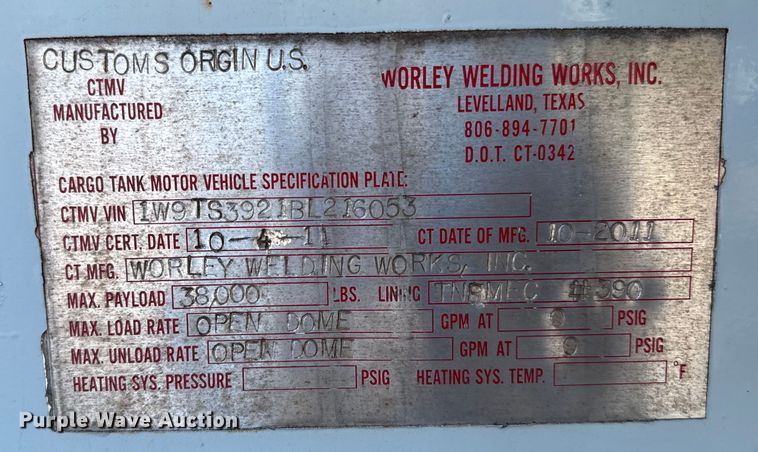 CUSTOMS ORGIN U.S.
CTMV
MANUFACTURED
BY
WORLEY WELDING WORKS, INC.
LEVELLAND, TEXAS
806-894-7701
D.O.T. CT-0342
CARGO TANK MOTOR VEHICLE SPECIFICATION PLATE:
CTMV VIN 1W9TS3921BL216053
CTMV CERT. DATE 10-4-11 CT DATE OF MFG. 10-2011
CT MFG. WORLEY WELDING WORKS, INC.
MAX. PAYLOAD 38,000 LBS. LINING #390
MAX. LOAD RATE OPEN DOME GPM AT PSIG
MAX. UNLOAD RATE OPEN DOME GPM AT 9 PSIG
HEATING SYS. PRESSURE PSIG HEATING SYS. TEMP. °F
Purple Wave Auction